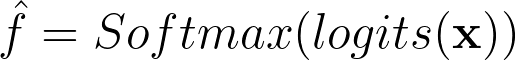 f̂ = Softmax(logits(𝐱))